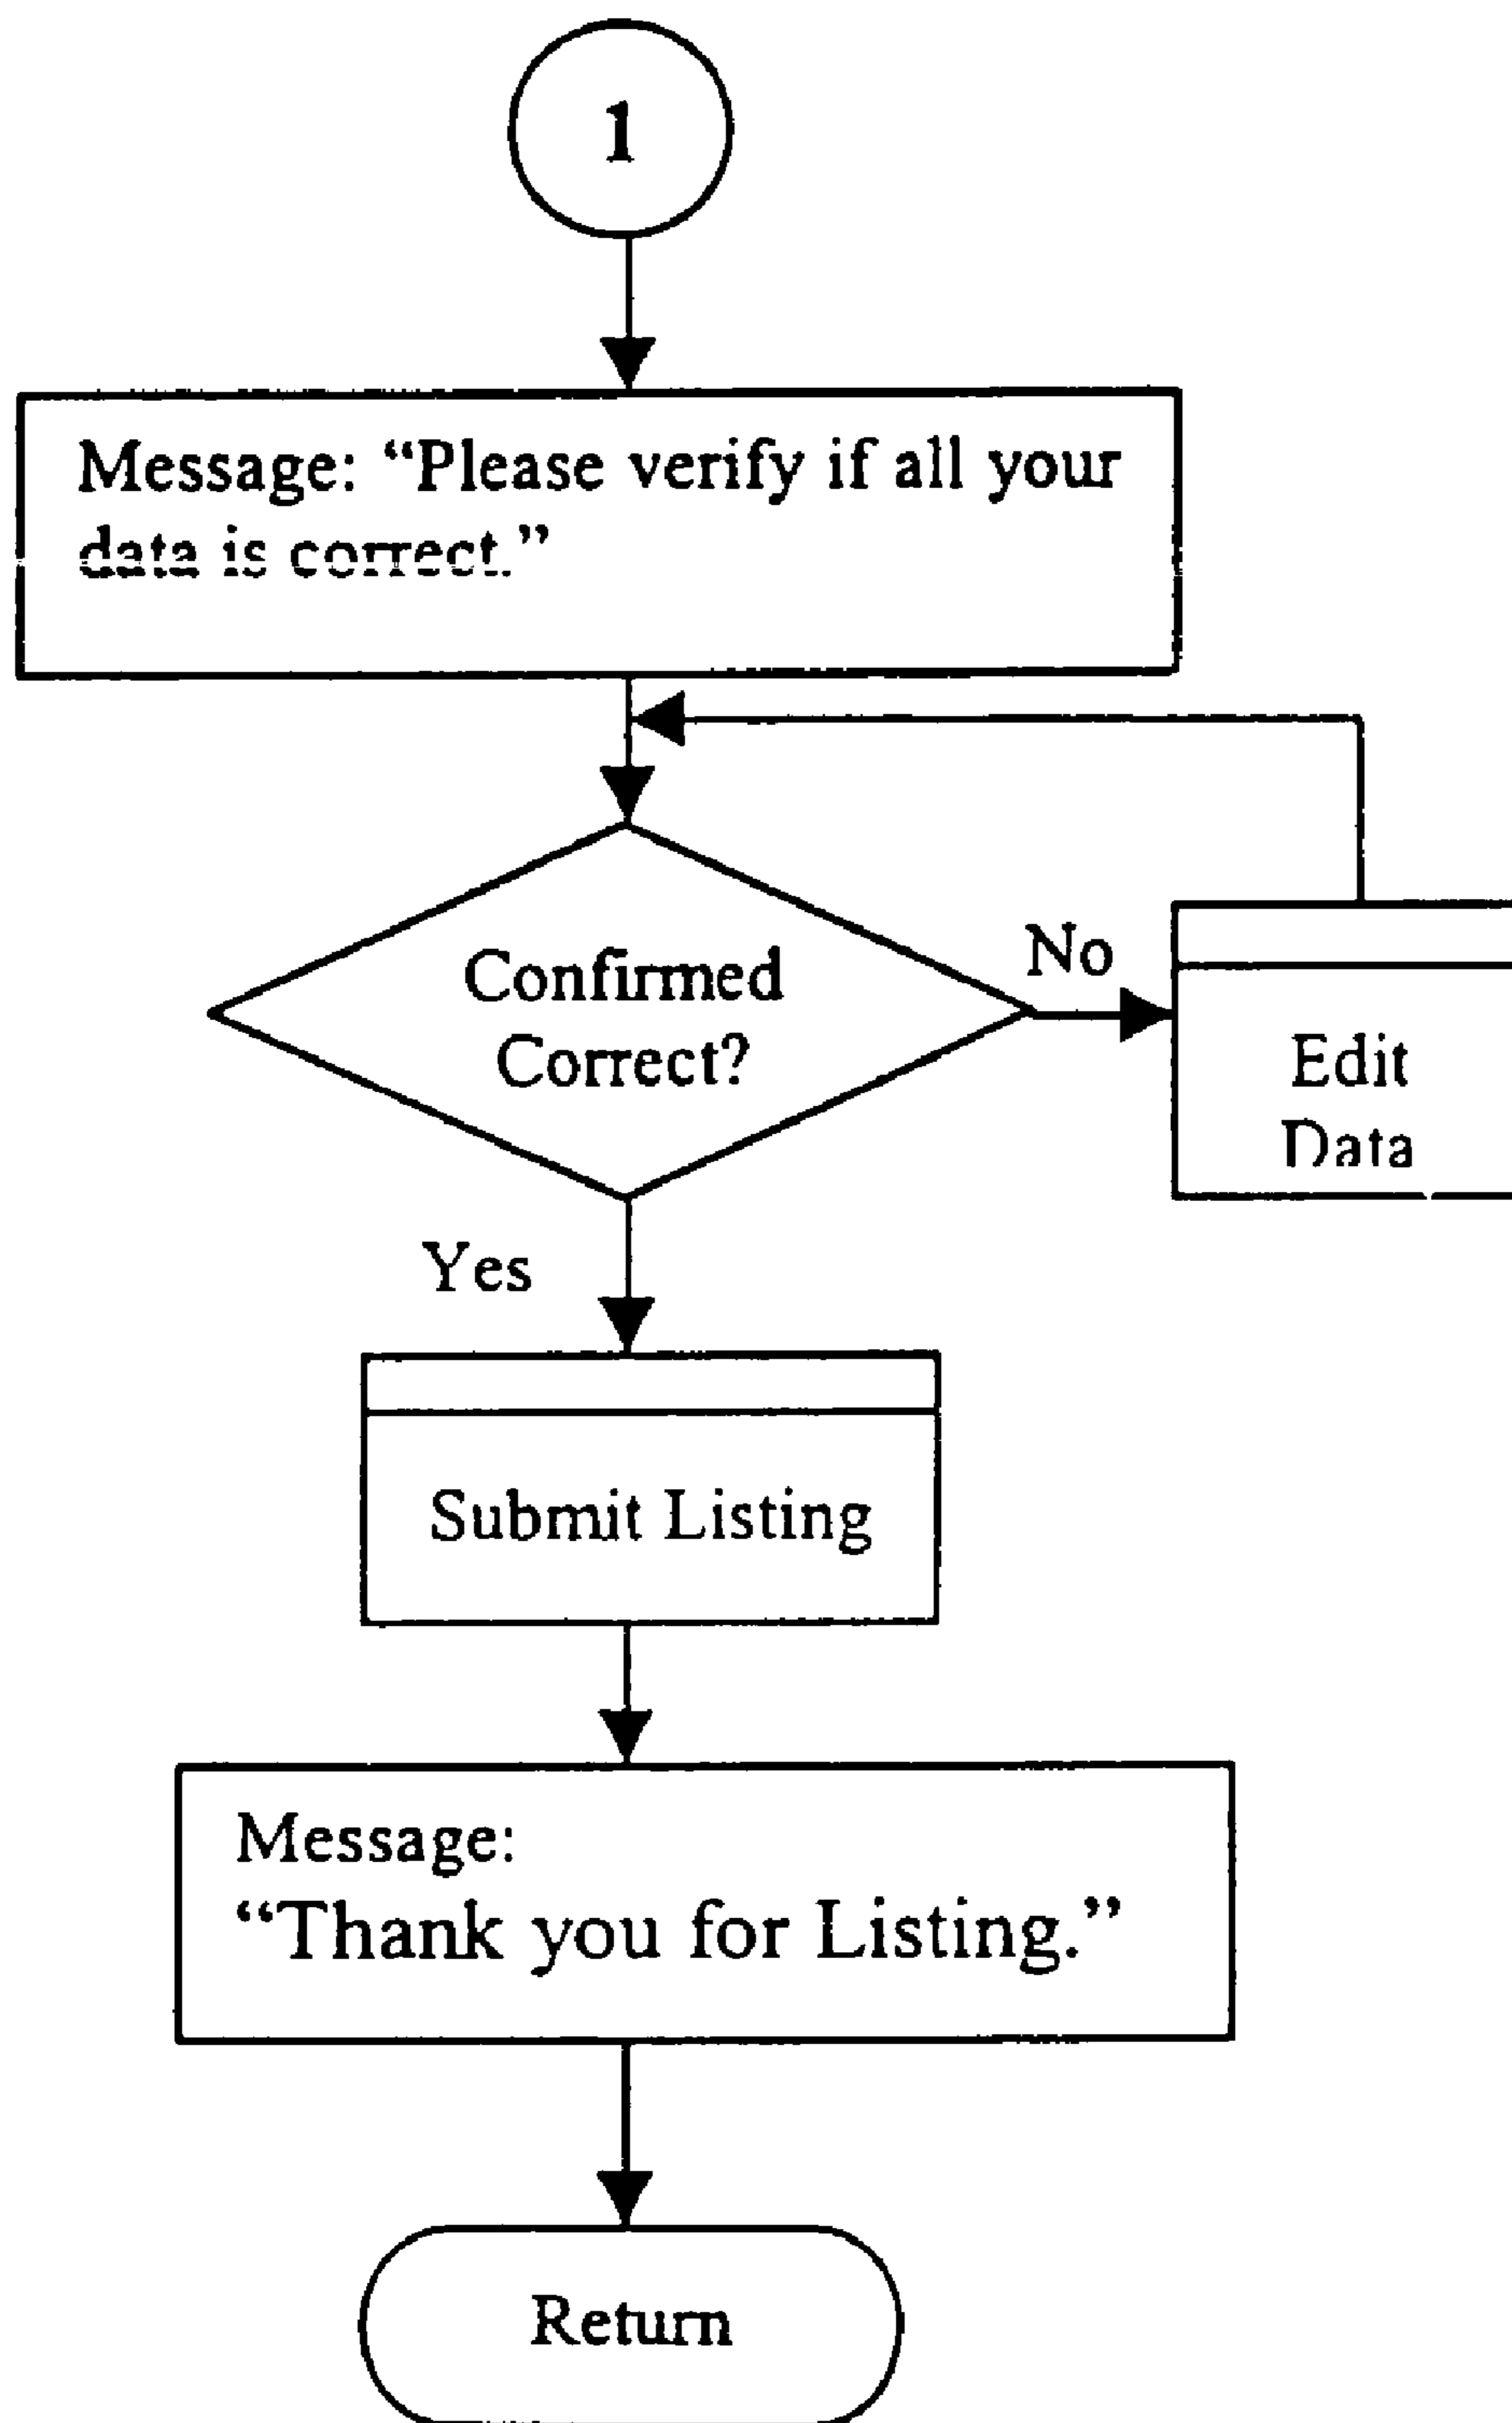 1
Message: “Please verify if all your
data is correct.”
Confirmed
Correct?
No
Edit
Data
Yes
Submit Listing
Message:
“Thank you for Listing.”
Return